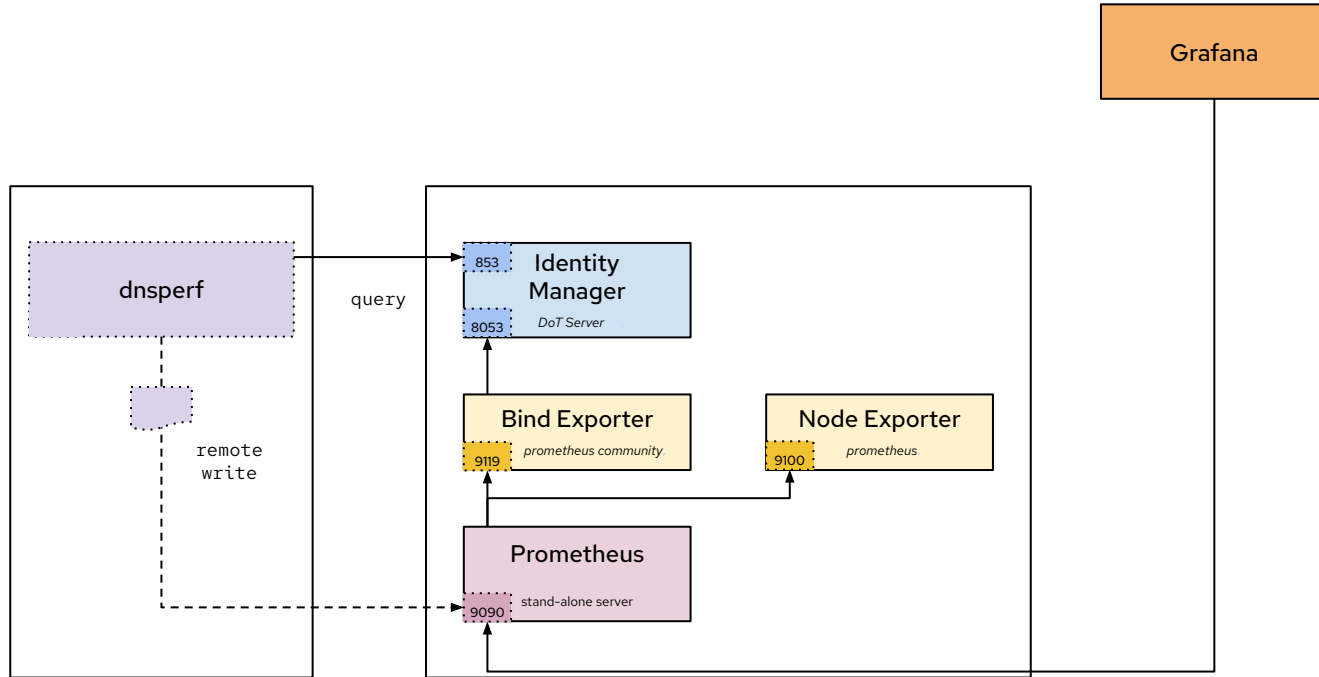 Grafana
dnsperf
query
853
Identity
Manager
8053
DoT Server
Bind Exporter
9119
prometheus community
Node Exporter
9100
prometheus
remote
write
Prometheus
9090
stand-alone server